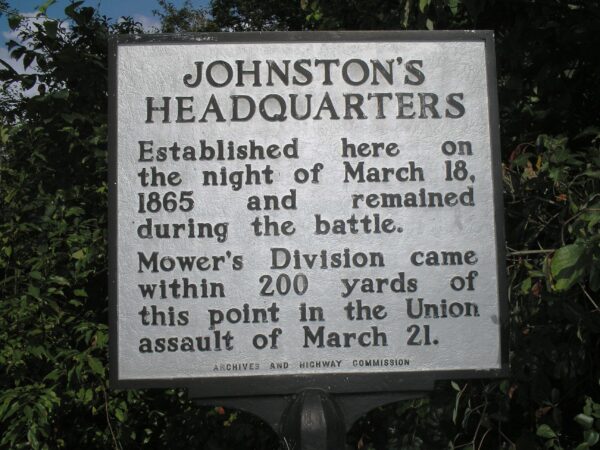 JOHNSTON'S
HEADQUARTERS
Established here on
the night of March 18,
1865 and remained
during the battle.
Mower's Division came
within 200 yards of
this point in the Union
assault of March 21.
ARCHIVES AND HIGHWAY COMMISSION